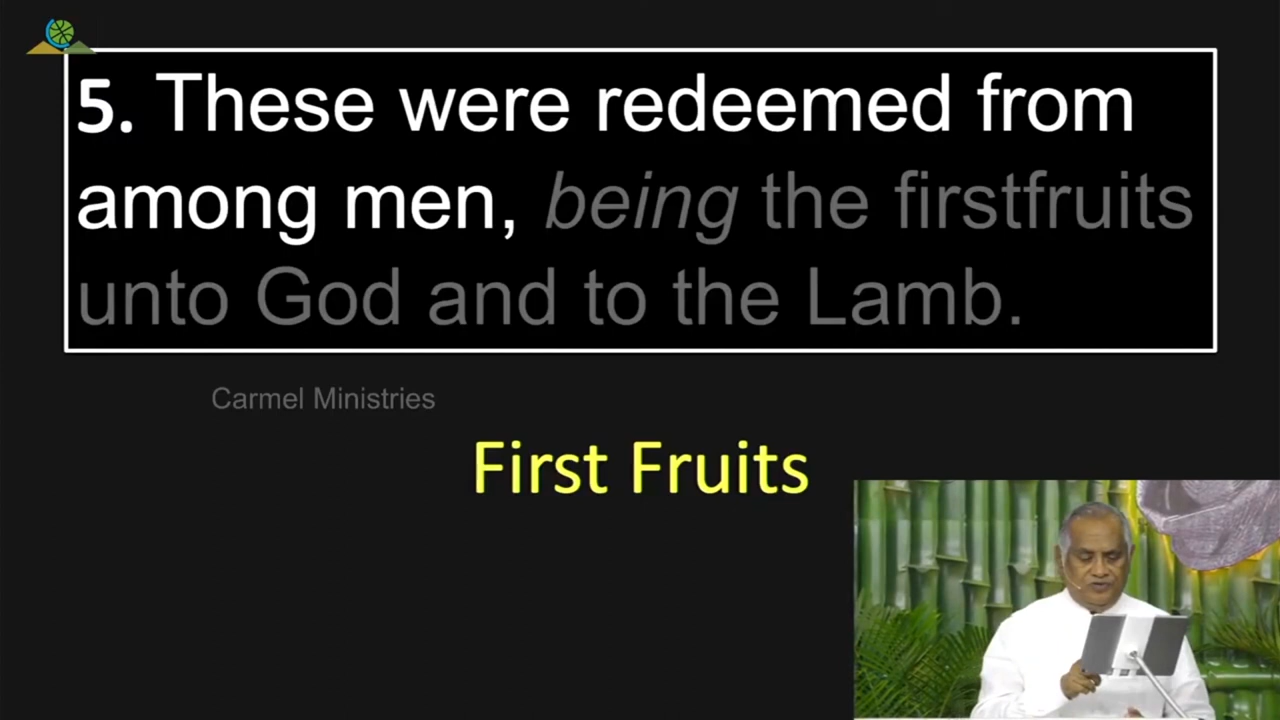 5. These were redeemed from
among men, being the firstfruits
unto God and to the Lamb.
Carmel Ministries
First Fruits